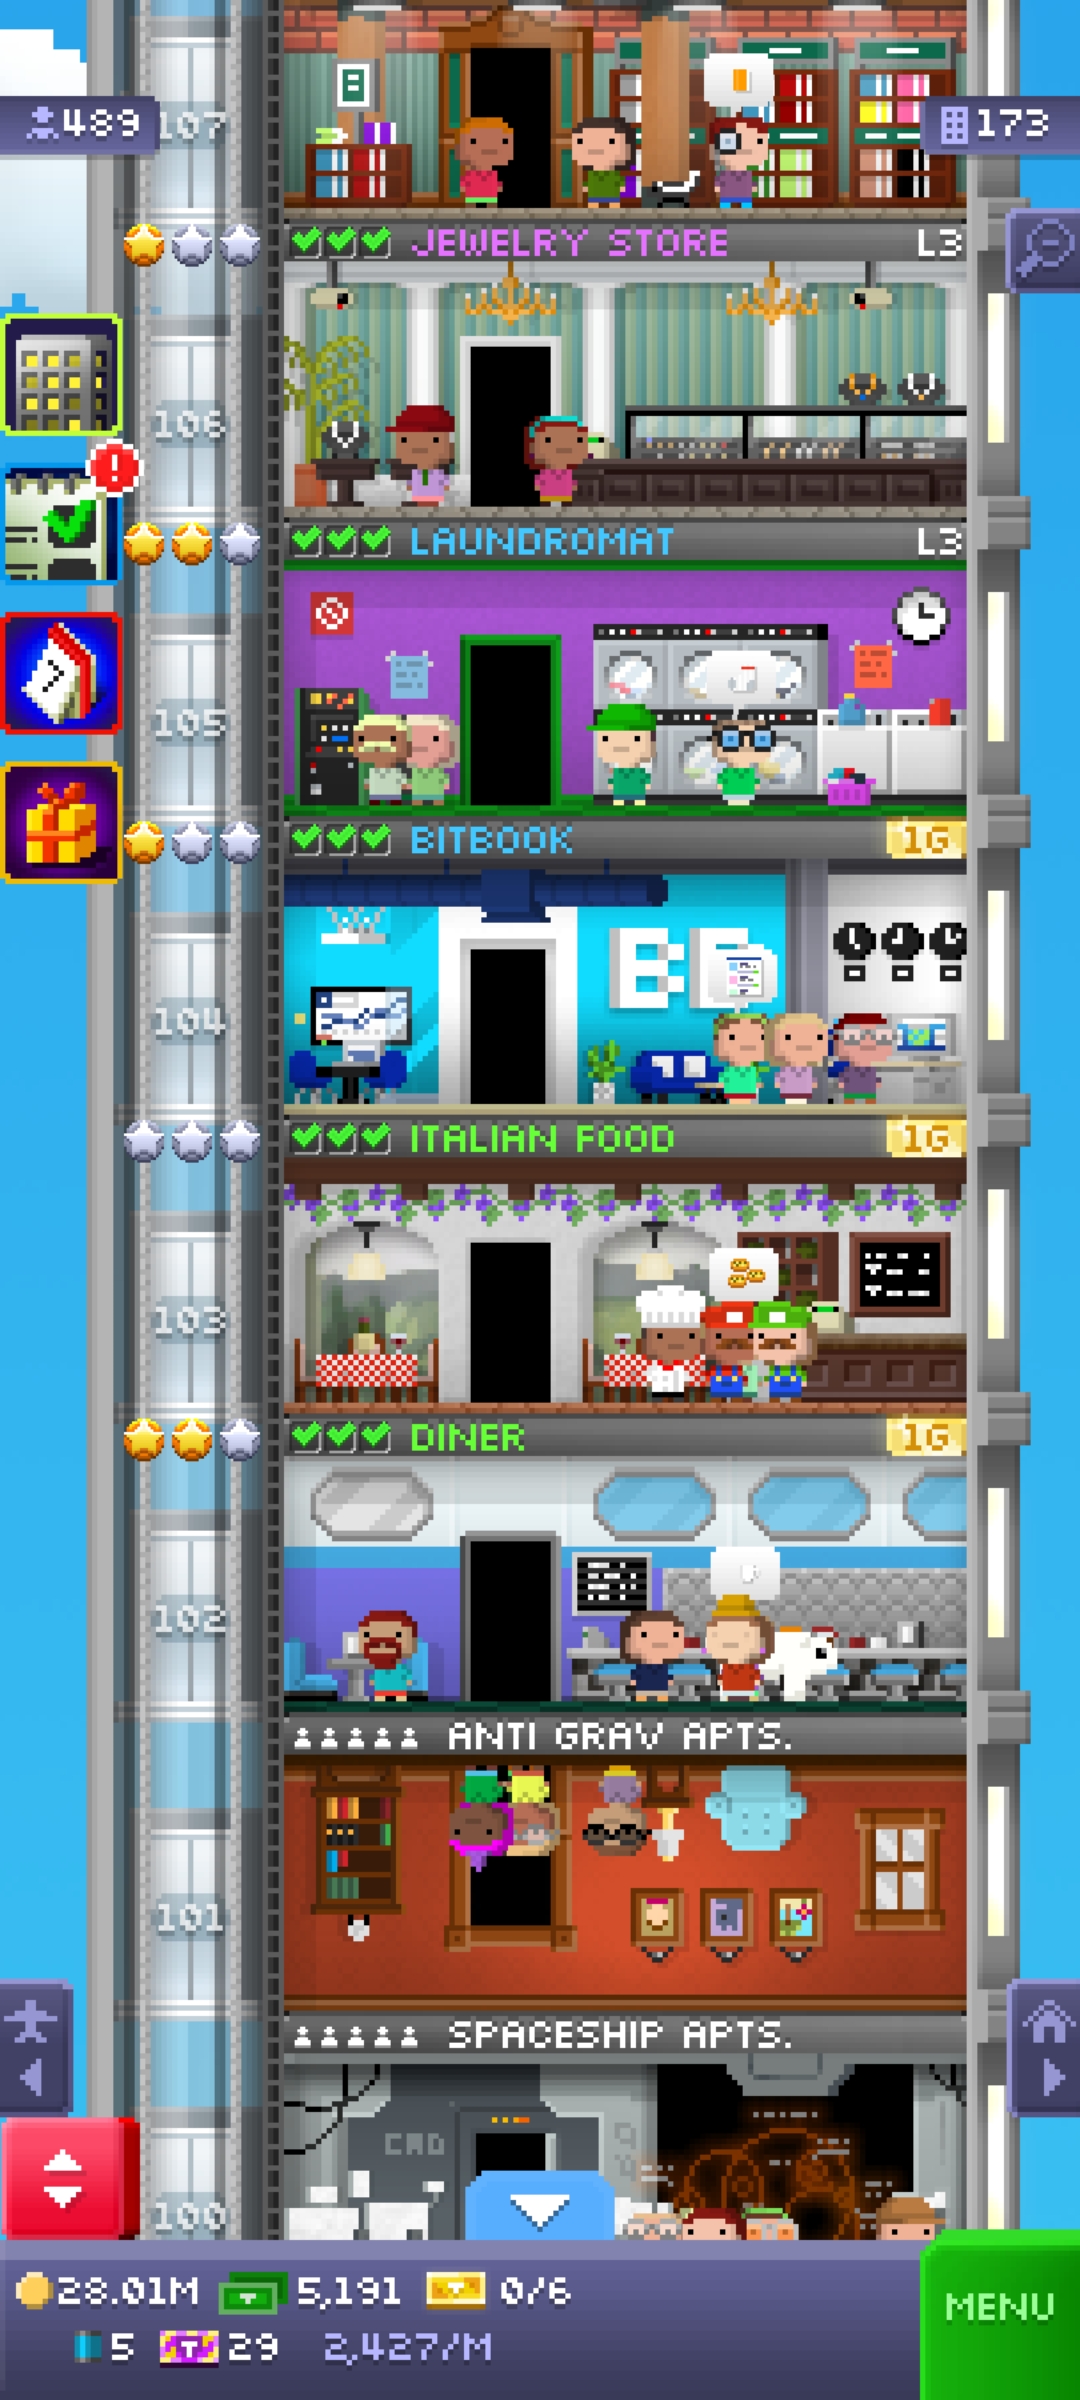 489
107
173
JEWELRY STORE
L3
106
LAUNDROMAT
L3
105
BITBOOK
1G
104
ITALIAN FOOD
1G
103
DINER
1G
102
ANTI GRAV APTS.
101
SPACESHIP APTS.
CMD
100
28.01M
5,191
0/6
MENU
5
29
2,427/M